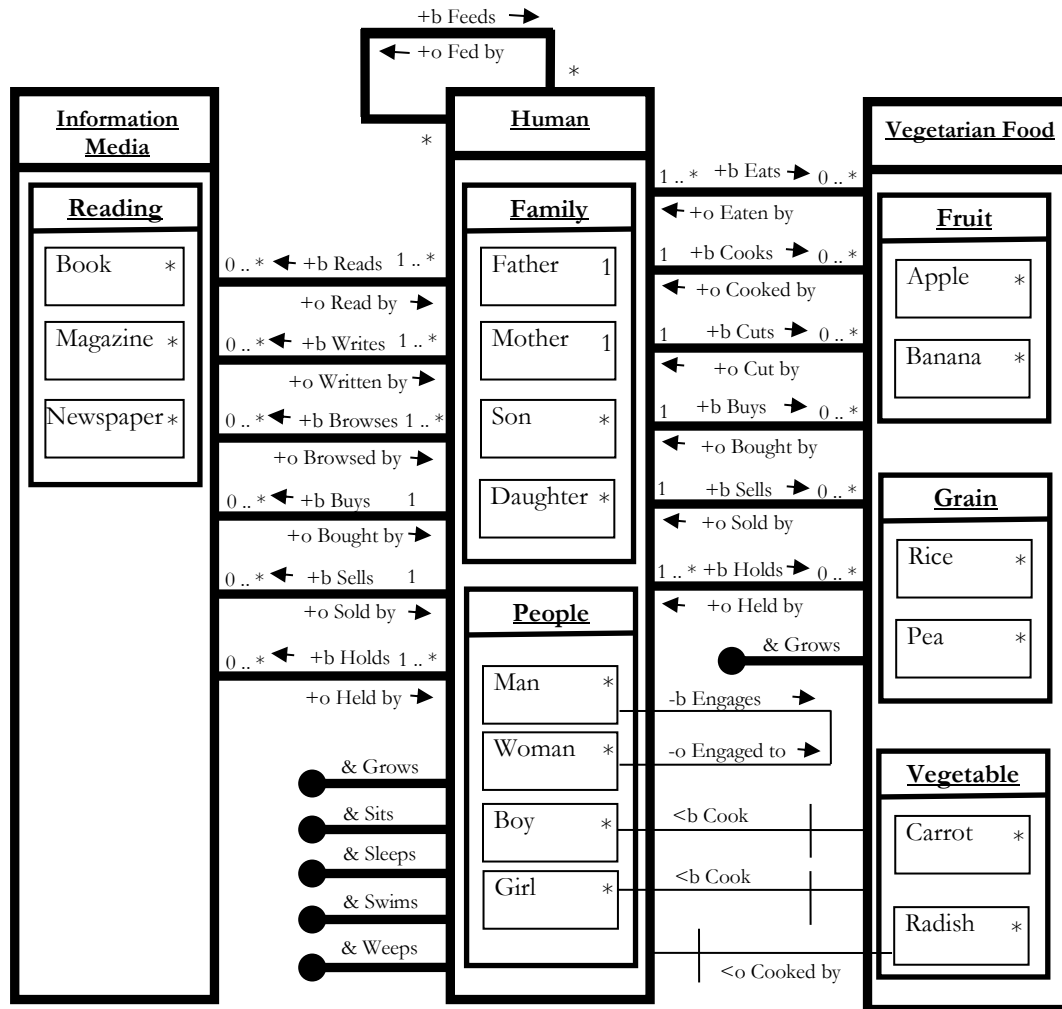 +b Feeds
+o Fed by
*
*
Information
Media
Reading
Book *
Magazine *
Newspaper *
0 .. * +b Reads 1 .. *
+o Read by
0 .. * +b Writes 1 .. *
+o Written by
0 .. * +b Browses 1 .. *
+o Browsed by
0 .. * +b Buys 1
+o Bought by
0 .. * +b Sells 1
+o Sold by
0 .. * +b Holds 1 .. *
+o Held by
& Grows
& Sits
& Sleeps
& Swims
& Weeps
Human
Family
Father 1
Mother 1
Son *
Daughter *
People
Man *
Woman *
Boy *
Girl *
1 .. * +b Eats 0 .. *
+o Eaten by
1 +b Cooks 0 .. *
+o Cooked by
1 +b Cuts 0 .. *
+o Cut by
1 +b Buys 0 .. *
+o Bought by
1 +b Sells 0 .. *
+o Sold by
1 .. * +b Holds 0 .. *
+o Held by
& Grows
-b Engages
-o Engaged to
<b Cook
<b Cook
<o Cooked by
Vegetarian Food
Fruit
Apple *
Banana *
Grain
Rice *
Pea *
Vegetable
Carrot *
Radish *